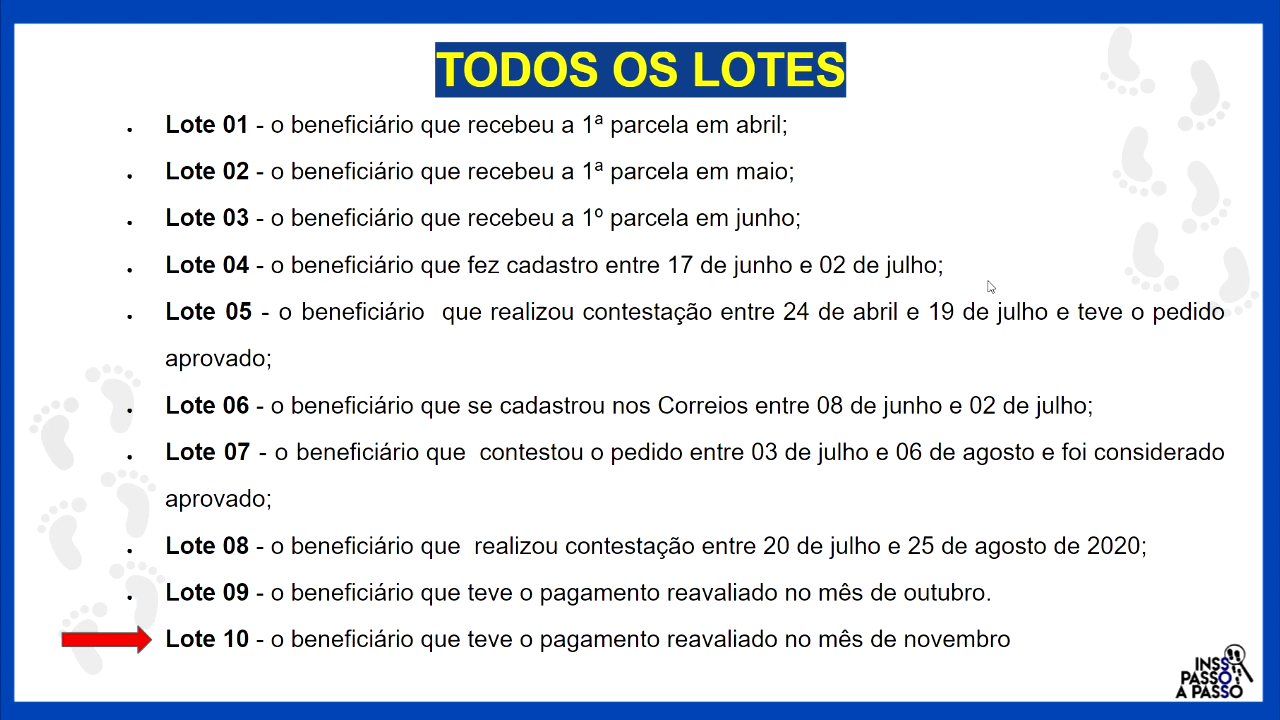 TODOS OS LOTES
. Lote 01 - o beneficiário que recebeu a 1ª parcela em abril;
. Lote 02 - o beneficiário que recebeu a 1ª parcela em maio;
. Lote 03 - o beneficiário que recebeu a 1º parcela em junho;
. Lote 04 - o beneficiário que fez cadastro entre 17 de junho e 02 de julho;
. Lote 05 - o beneficiário que realizou contestação entre 24 de abril e 19 de julho e teve o pedido
aprovado;
. Lote 06 - o beneficiário que se cadastrou nos Correios entre 08 de junho e 02 de julho;
. Lote 07 - o beneficiário que contestou o pedido entre 03 de julho e 06 de agosto e foi considerado
aprovado;
. Lote 08 - o beneficiário que realizou contestação entre 20 de julho e 25 de agosto de 2020;
. Lote 09 - o beneficiário que teve o pagamento reavaliado no mês de outubro.
Lote 10 - o beneficiário que teve o pagamento reavaliado no mês de novembro
INSS
PASSO
A PASSO